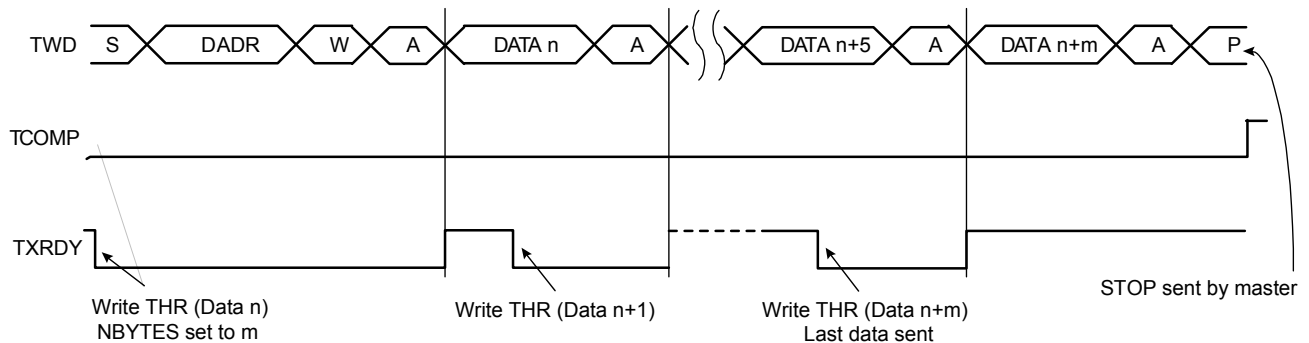 TWD S DADR W A DATA n A DATA n+5 A DATA n+m A P
TCOMP
TXRDY
Write THR (Data n)
NBYTES set to m
Write THR (Data n+1)
Write THR (Data n+m)
Last data sent
STOP sent by master